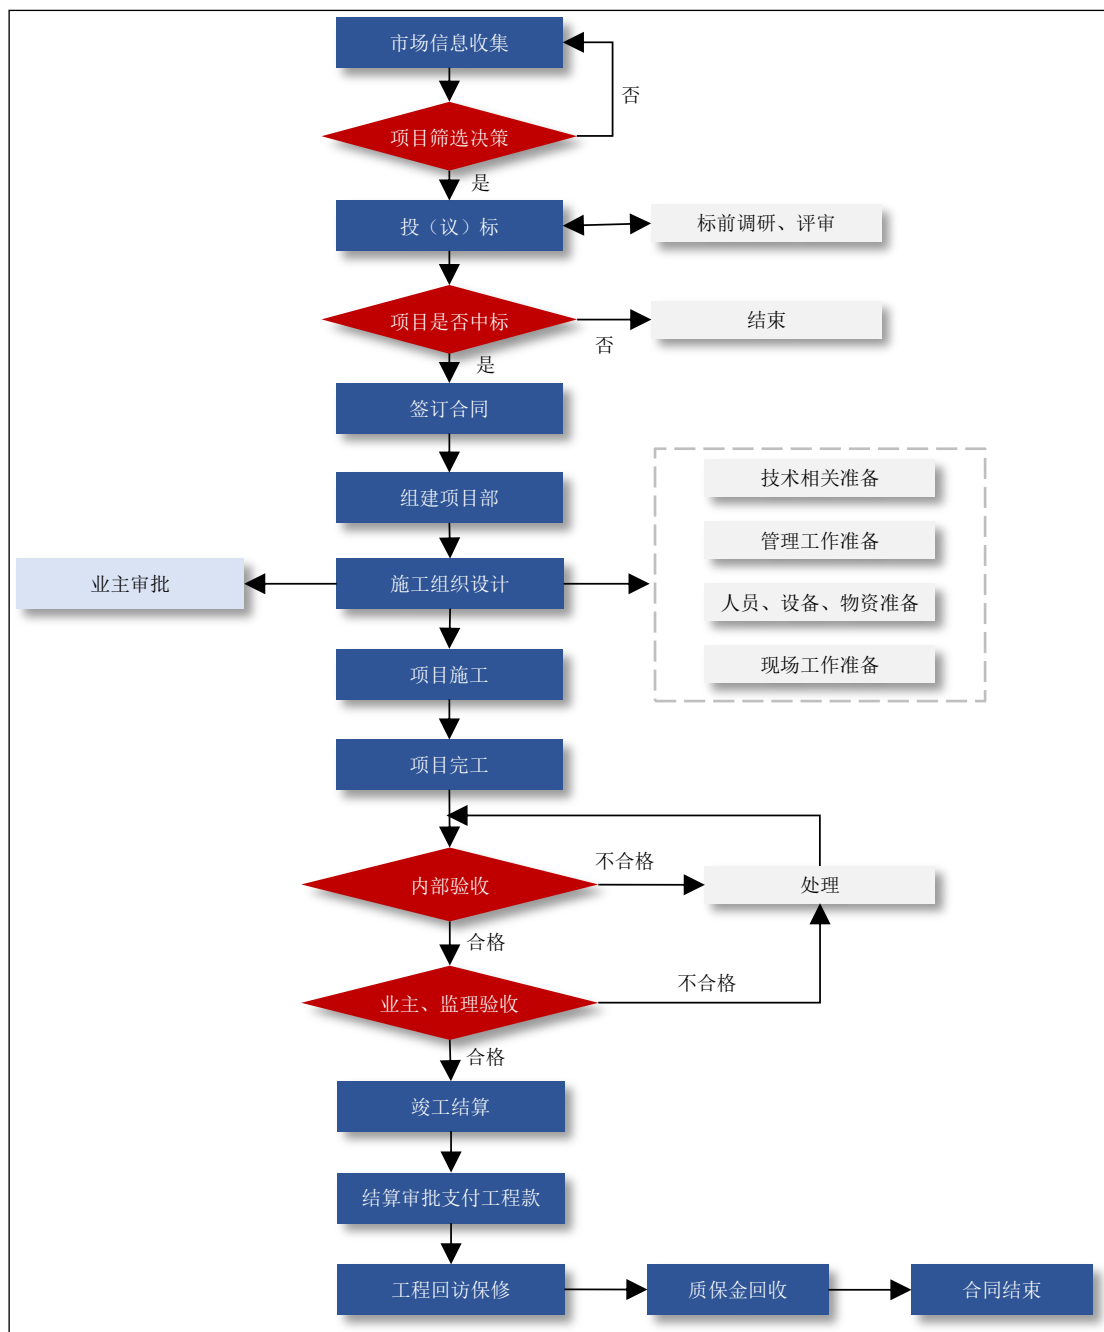 市场信息收集
否
项目筛选决策
是
投（议）标
标前调研、评审
项目是否中标
结束
否
是
签订合同
组建项目部
技术相关准备
管理工作准备
业主审批
施工组织设计
人员、设备、物资准备
现场工作准备
项目施工
项目完工
不合格
内部验收
处理
合格
不合格
业主、监理验收
合格
竣工结算
结算审批支付工程款
工程回访保修
质保金回收
合同结束